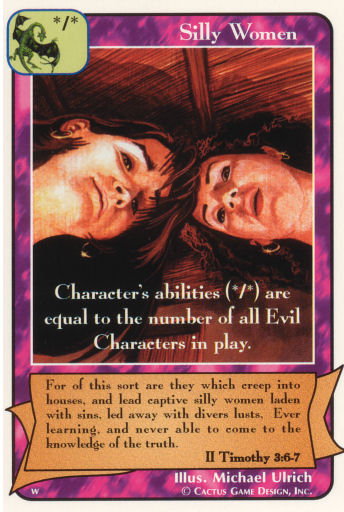 */*
Silly Women
Character's abilities (*/*) are
equal to the number of all Evil
Characters in play.
For of this sort are they which creep into
houses, and lead captive silly women laden
with sins, led away with divers lusts, Ever
learning, and never able to come to the
knowledge of the truth.
II Timothy 3:6-7
Illus. Michael Ulrich
W © CACTUS GAME DESIGN, INC.